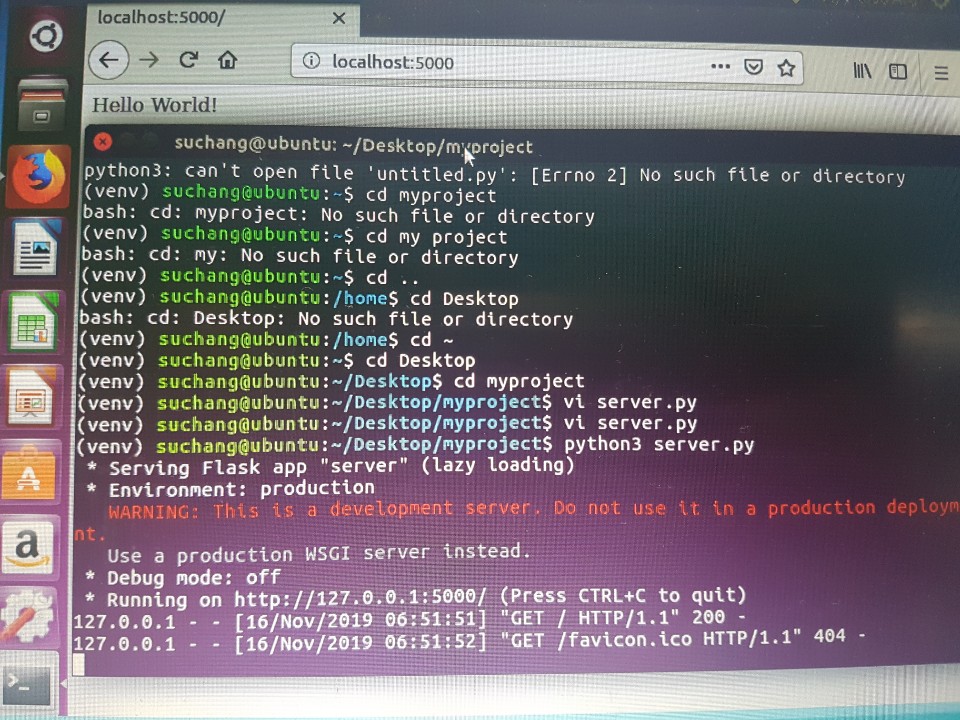 localhost:5000/
localhost:5000
Hello World!
suchang@ubuntu: ~/Desktop/myproject
python3: can't open file 'untitled.py': [Errno 2] No such file or directory
(venv) suchang@ubuntu:~$ cd myproject
bash: cd: myproject: No such file or directory
(venv) suchang@ubuntu:~$ cd my project
bash: cd: my: No such file or directory
(venv) suchang@ubuntu:~$ cd ..
(venv) suchang@ubuntu:/home$ cd Desktop
bash: cd: Desktop: No such file or directory
(venv) suchang@ubuntu:/home$ cd ~
(venv) suchang@ubuntu:~$ cd Desktop
(venv) suchang@ubuntu:~/Desktop$ cd myproject
(venv) suchang@ubuntu:~/Desktop/myproject$ vi server.py
(venv) suchang@ubuntu:~/Desktop/myproject$ vi server.py
(venv) suchang@ubuntu:~/Desktop/myproject$ python3 server.py
* Serving Flask app "server" (lazy loading)
* Environment: production
WARNING: This is a development server. Do not use it in a production deploym
nt.
Use a production WSGI server instead.
* Debug mode: off
* Running on http://127.0.0.1:5000/ (Press CTRL+C to quit)
127.0.0.1 - - [16/Nov/2019 06:51:51] "GET / HTTP/1.1" 200 -
127.0.0.1 - - [16/Nov/2019 06:51:52] "GET /favicon.ico HTTP/1.1" 404 -